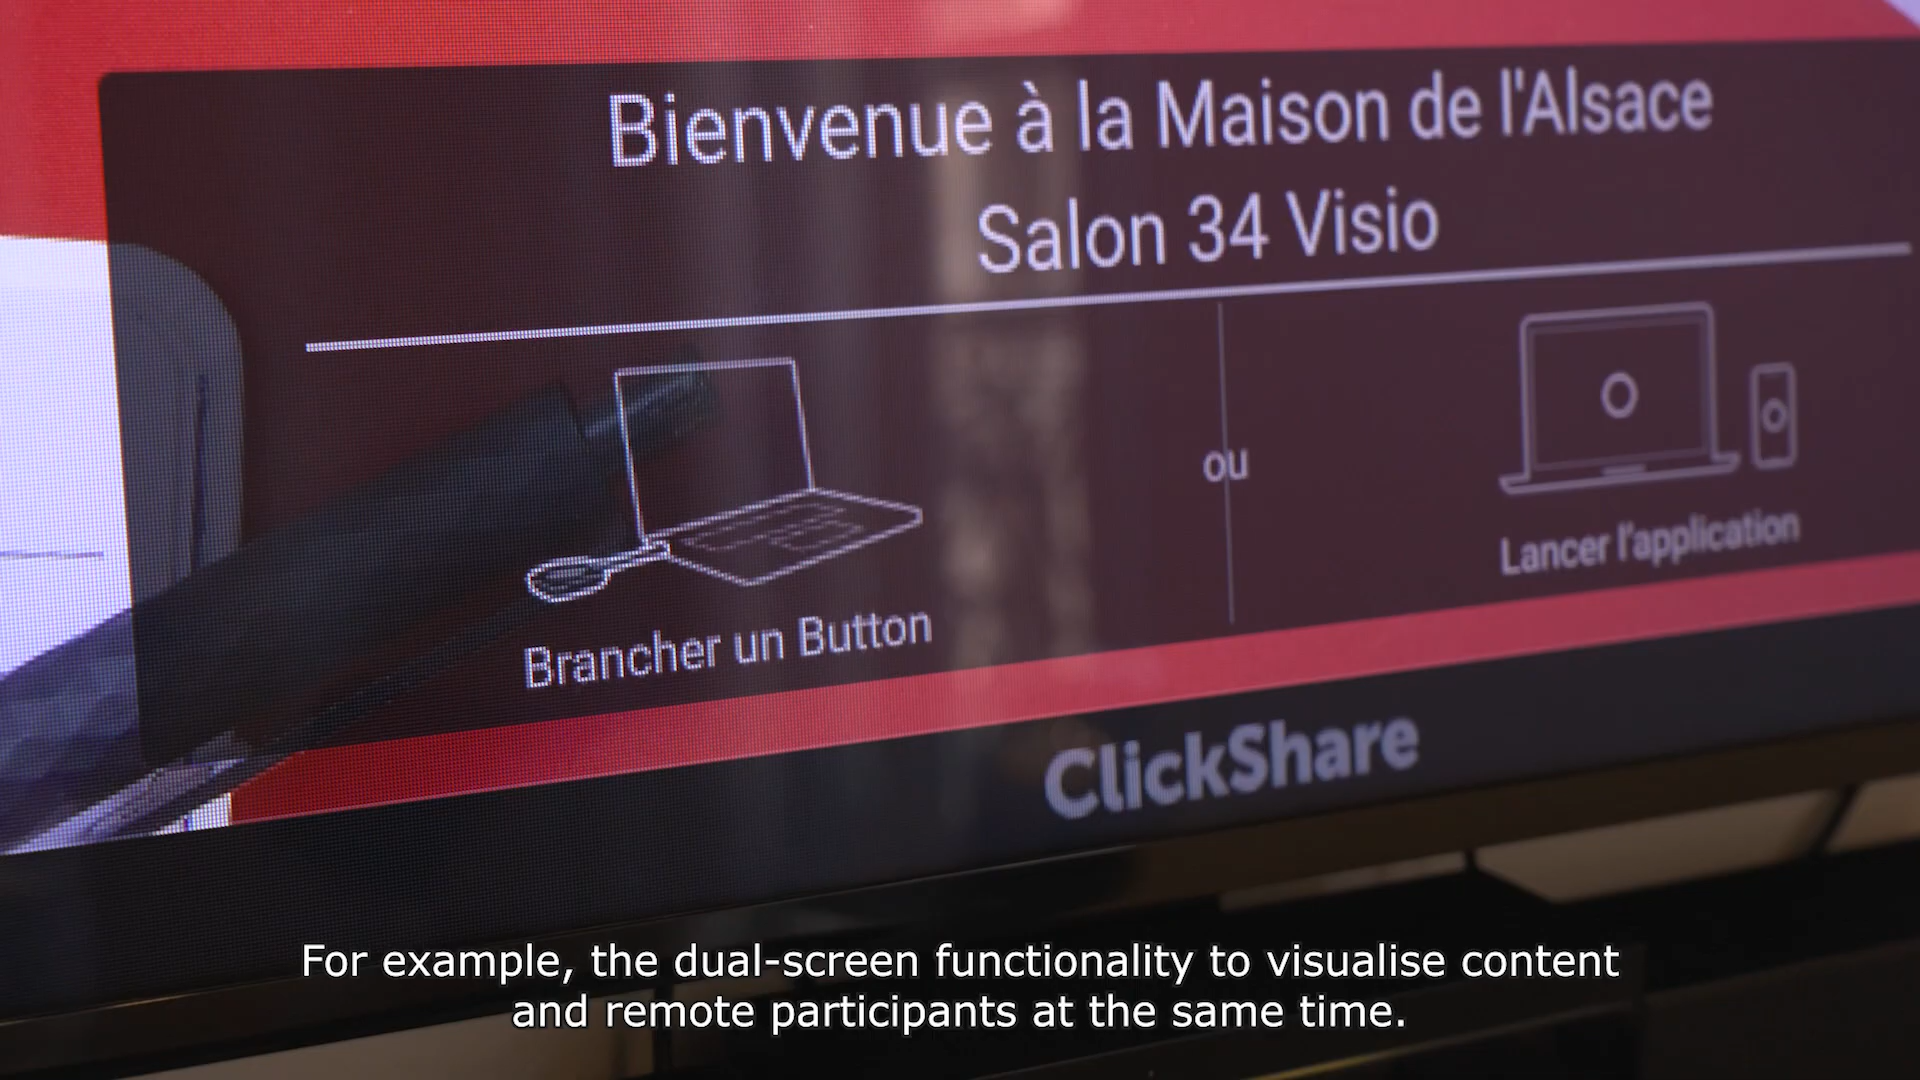 Bienvenue à la Maison de l'Alsace
Salon 34 Visio
ou
Brancher un Button
Lancer l'application
ClickShare
For example, the dual-screen functionality to visualise content
and remote participants at the same time.